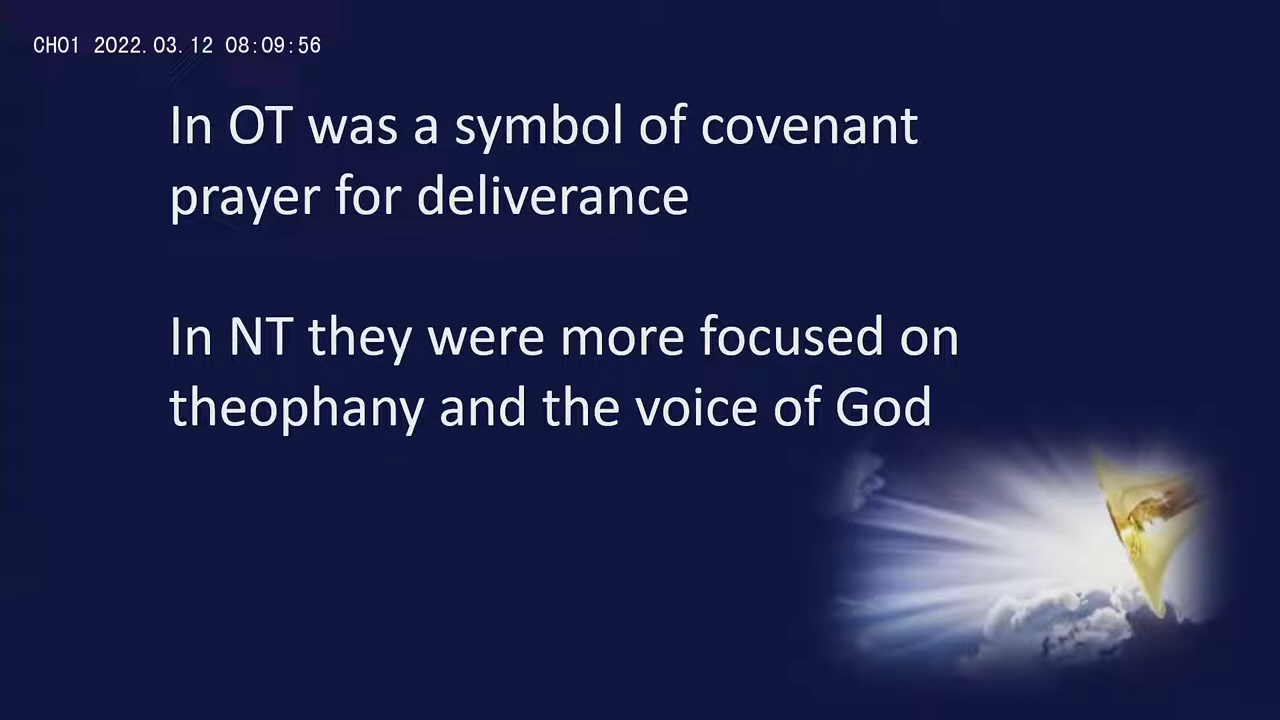 CH01 2022.03.12 08:09:56
In OT was a symbol of covenant
prayer for deliverance
In NT they were more focused on
theophany and the voice of God